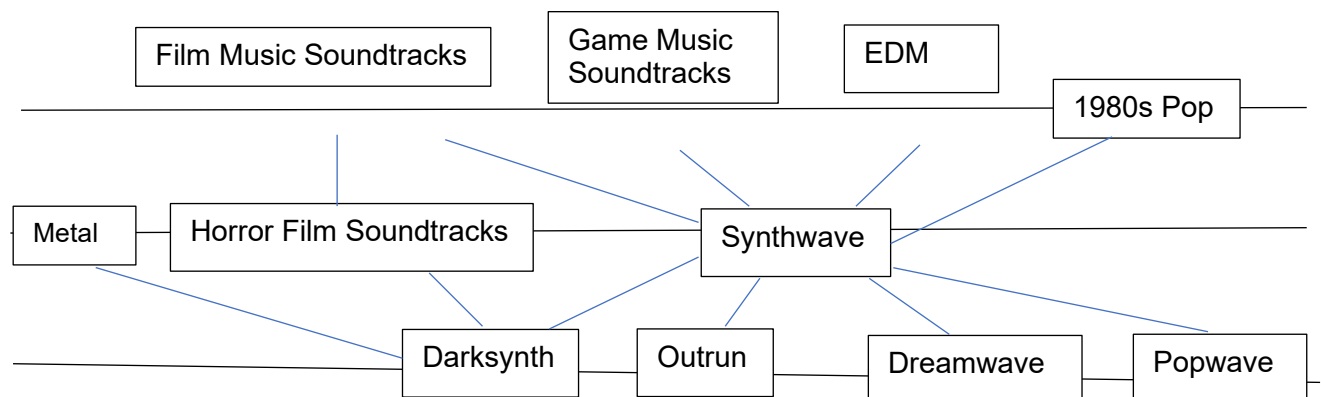 Film Music Soundtracks
Game Music
Soundtracks
EDM
1980s Pop
Metal
Horror Film Soundtracks
Synthwave
Darksynth
Outrun
Dreamwave
Popwave